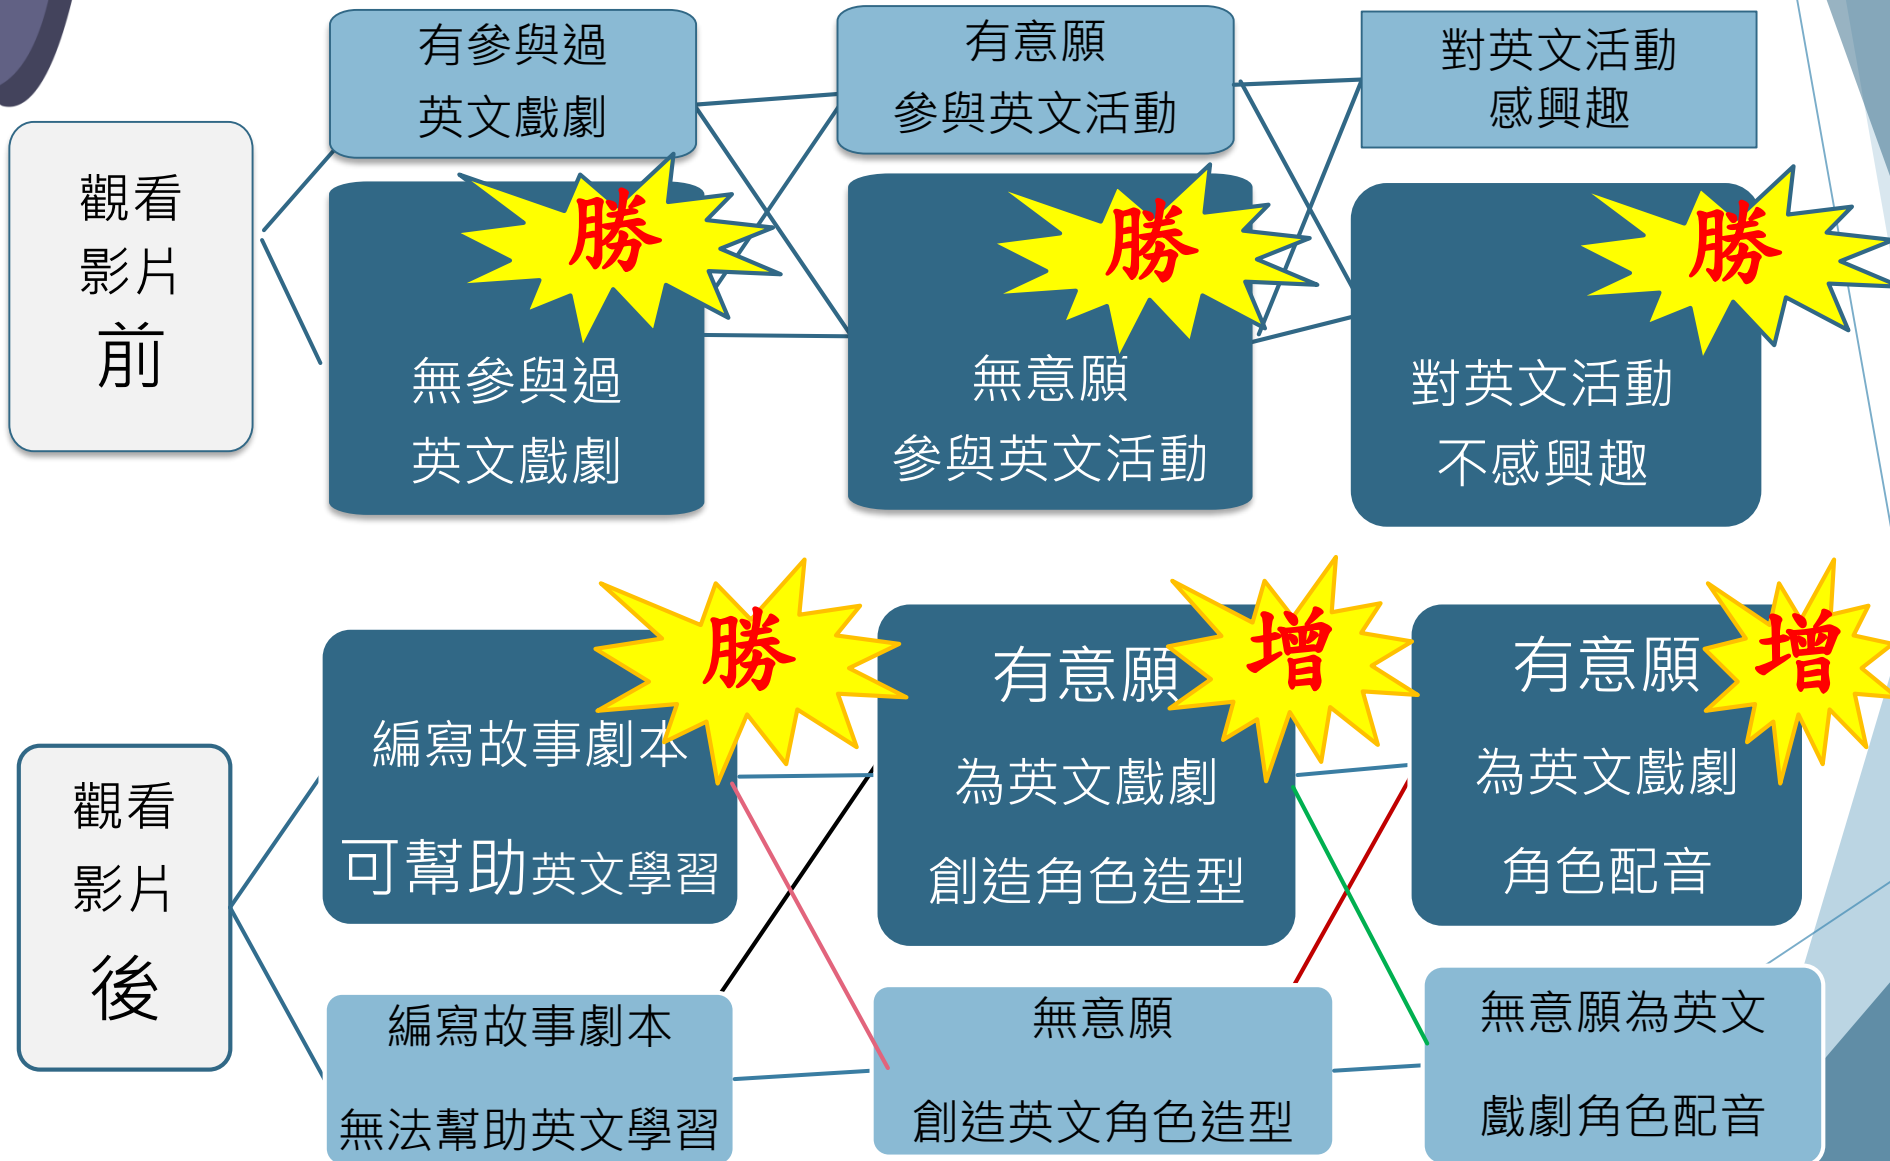 觀看
影片
前
有參與過
英文戲劇
有意願
參與英文活動
對英文活動
感興趣
勝
無參與過
英文戲劇
勝
無意願
參與英文活動
勝
對英文活動
不感興趣
觀看
影片
後
勝
編寫故事劇本
可幫助英文學習
增
有意願
為英文戲劇
創造角色造型
增
有意願
為英文戲劇
角色配音
編寫故事劇本
無法幫助英文學習
無意願
創造英文角色造型
無意願為英文
戲劇角色配音